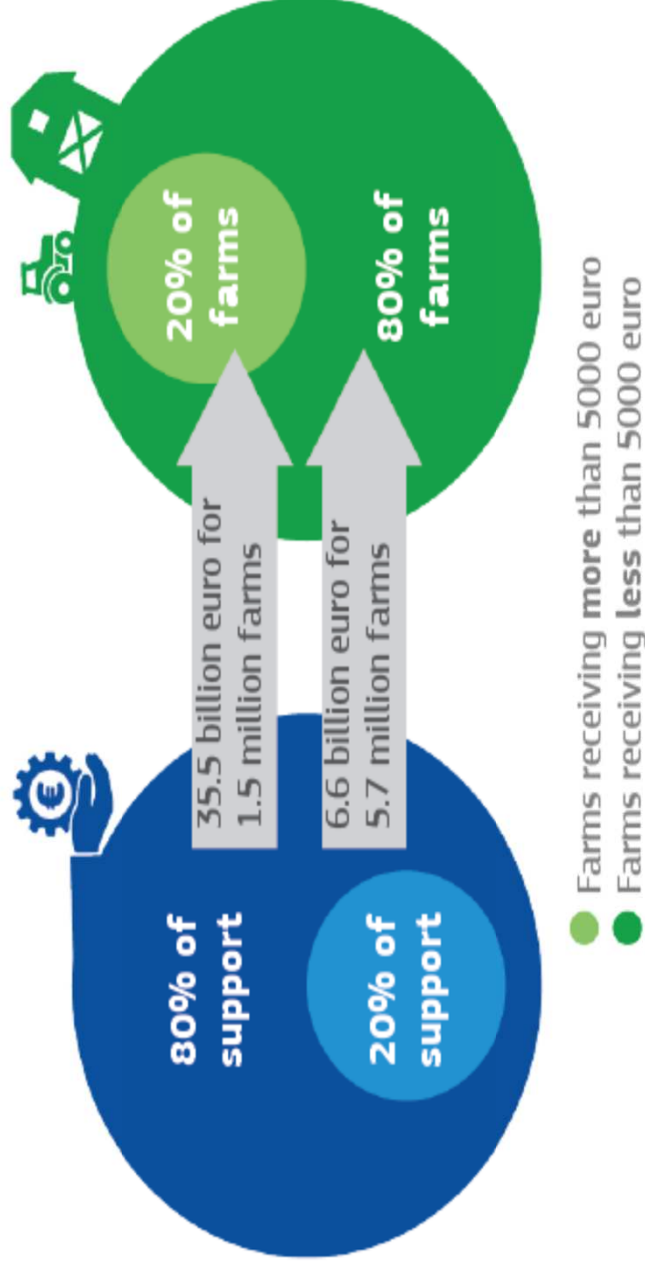 80% of
support
20% of
support
35.5 billion euro for
1.5 million farms
6.6 billion euro for
5.7 million farms
20% of
farms
80% of
farms
Farms receiving more than 5000 euro
Farms receiving less than 5000 euro
€